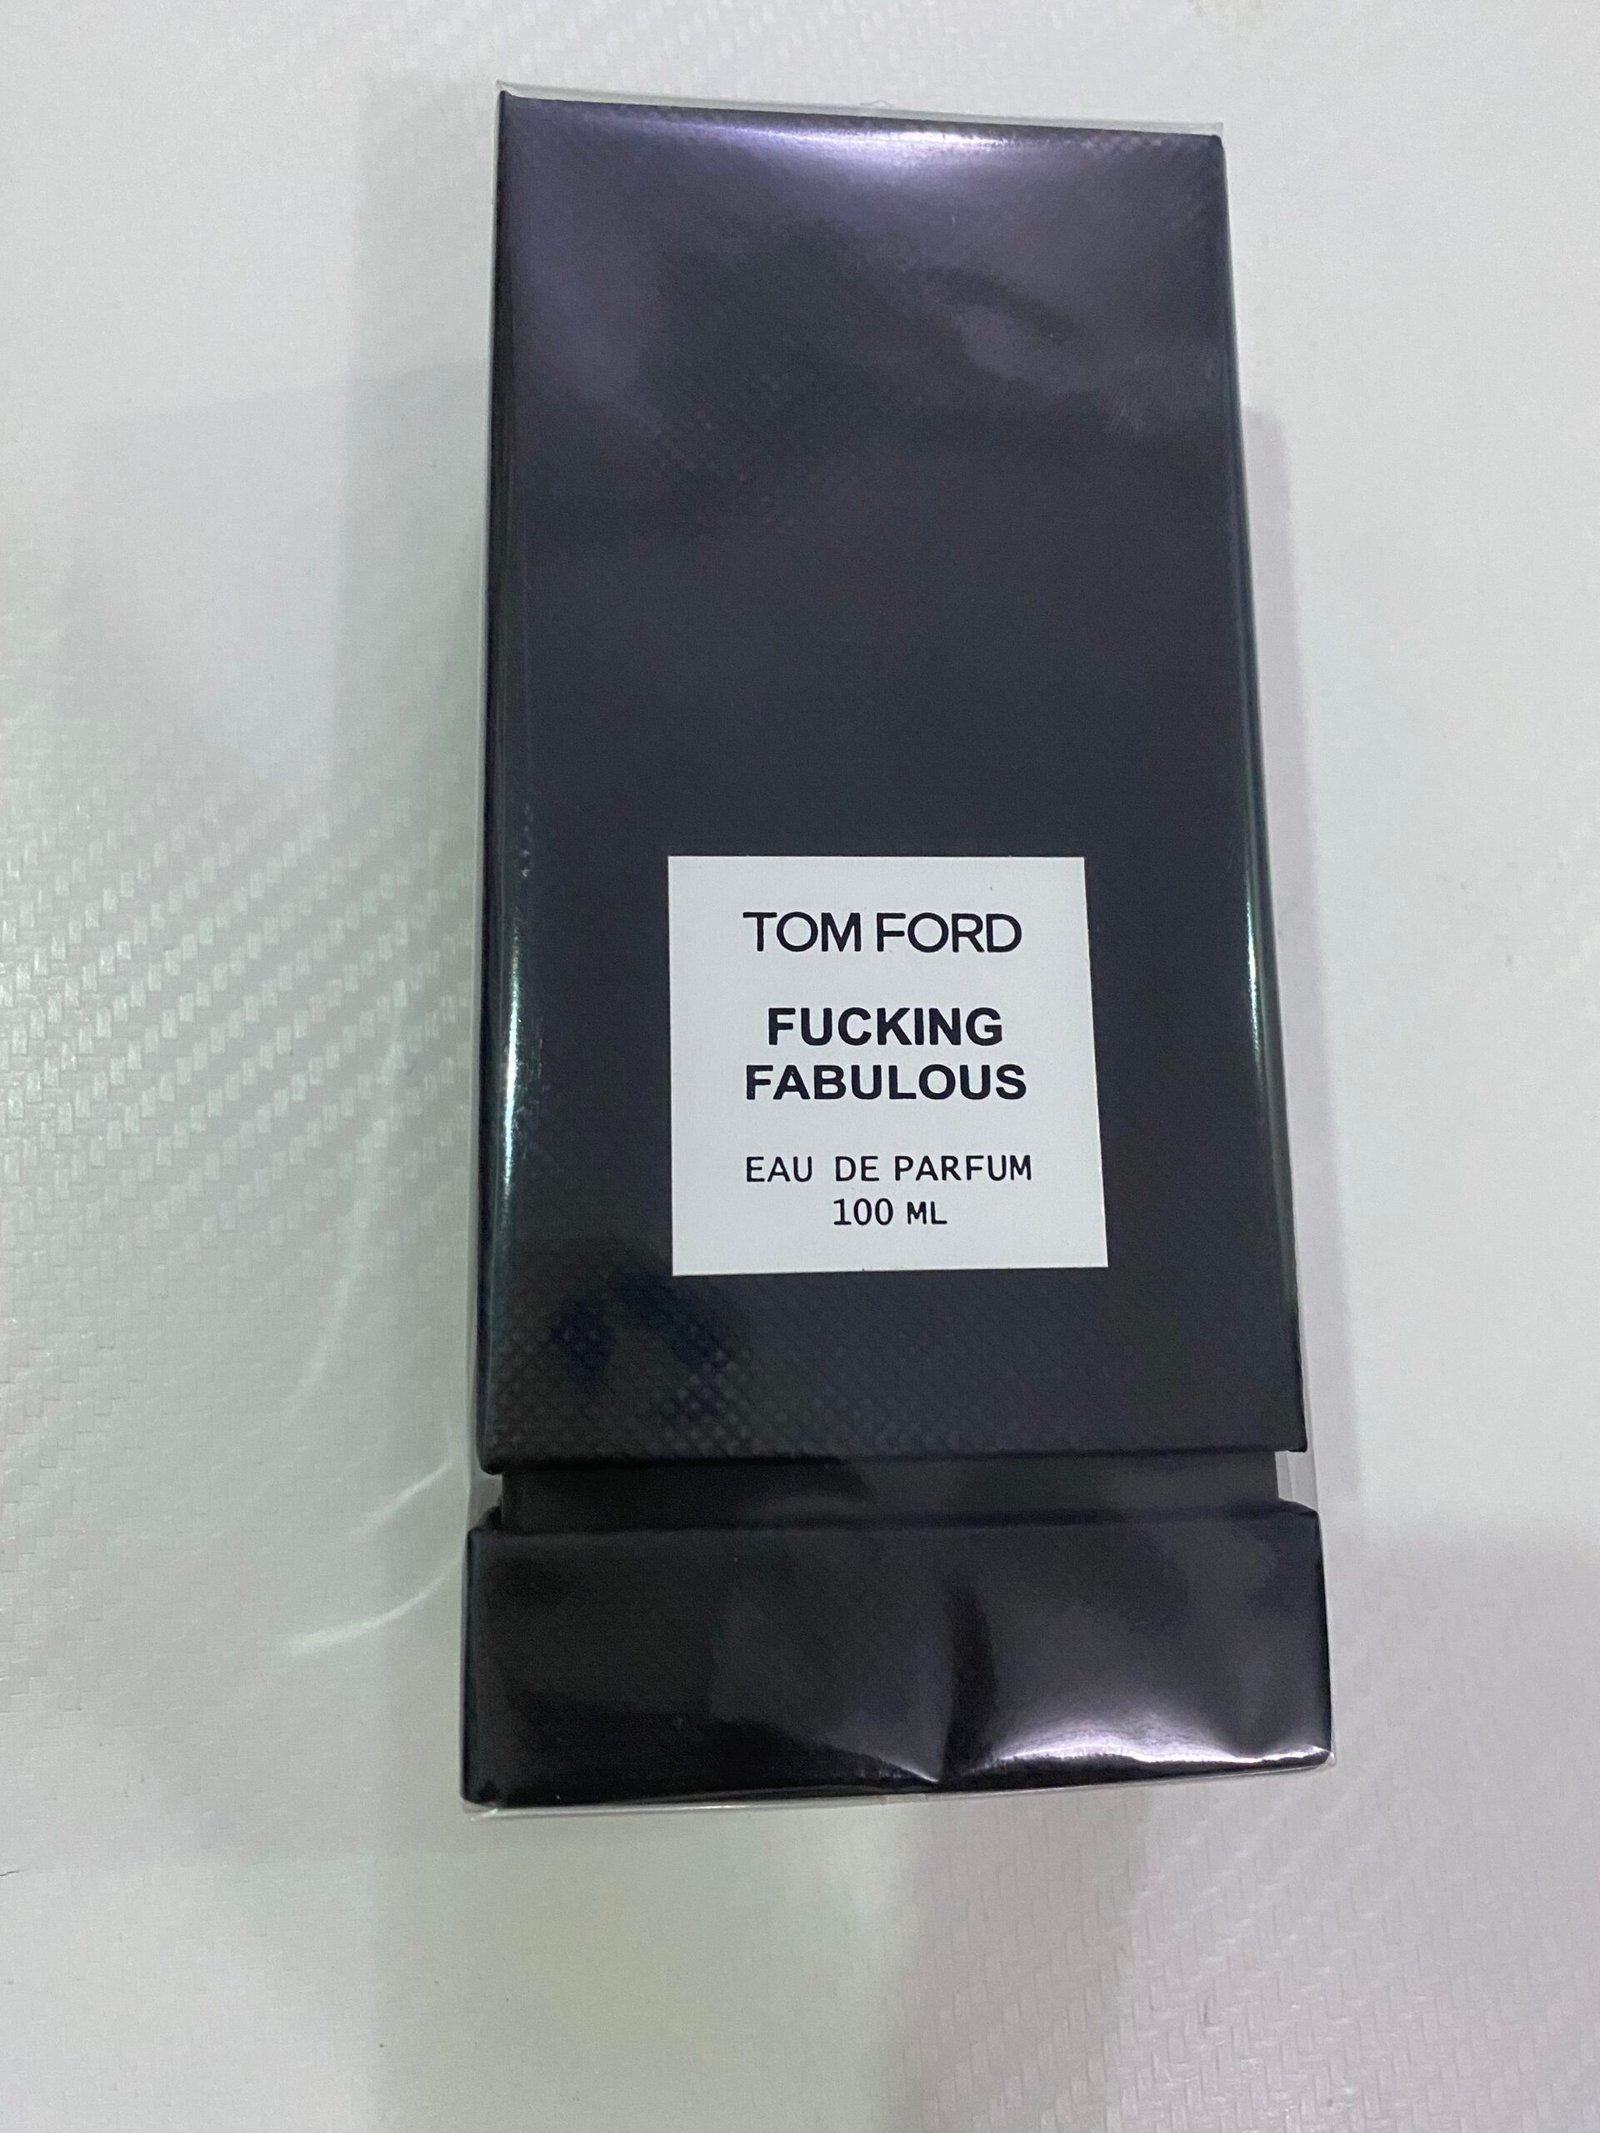 TOM FORD
FUCKING
FABULOUS
EAU DE PARFUM
100 ML